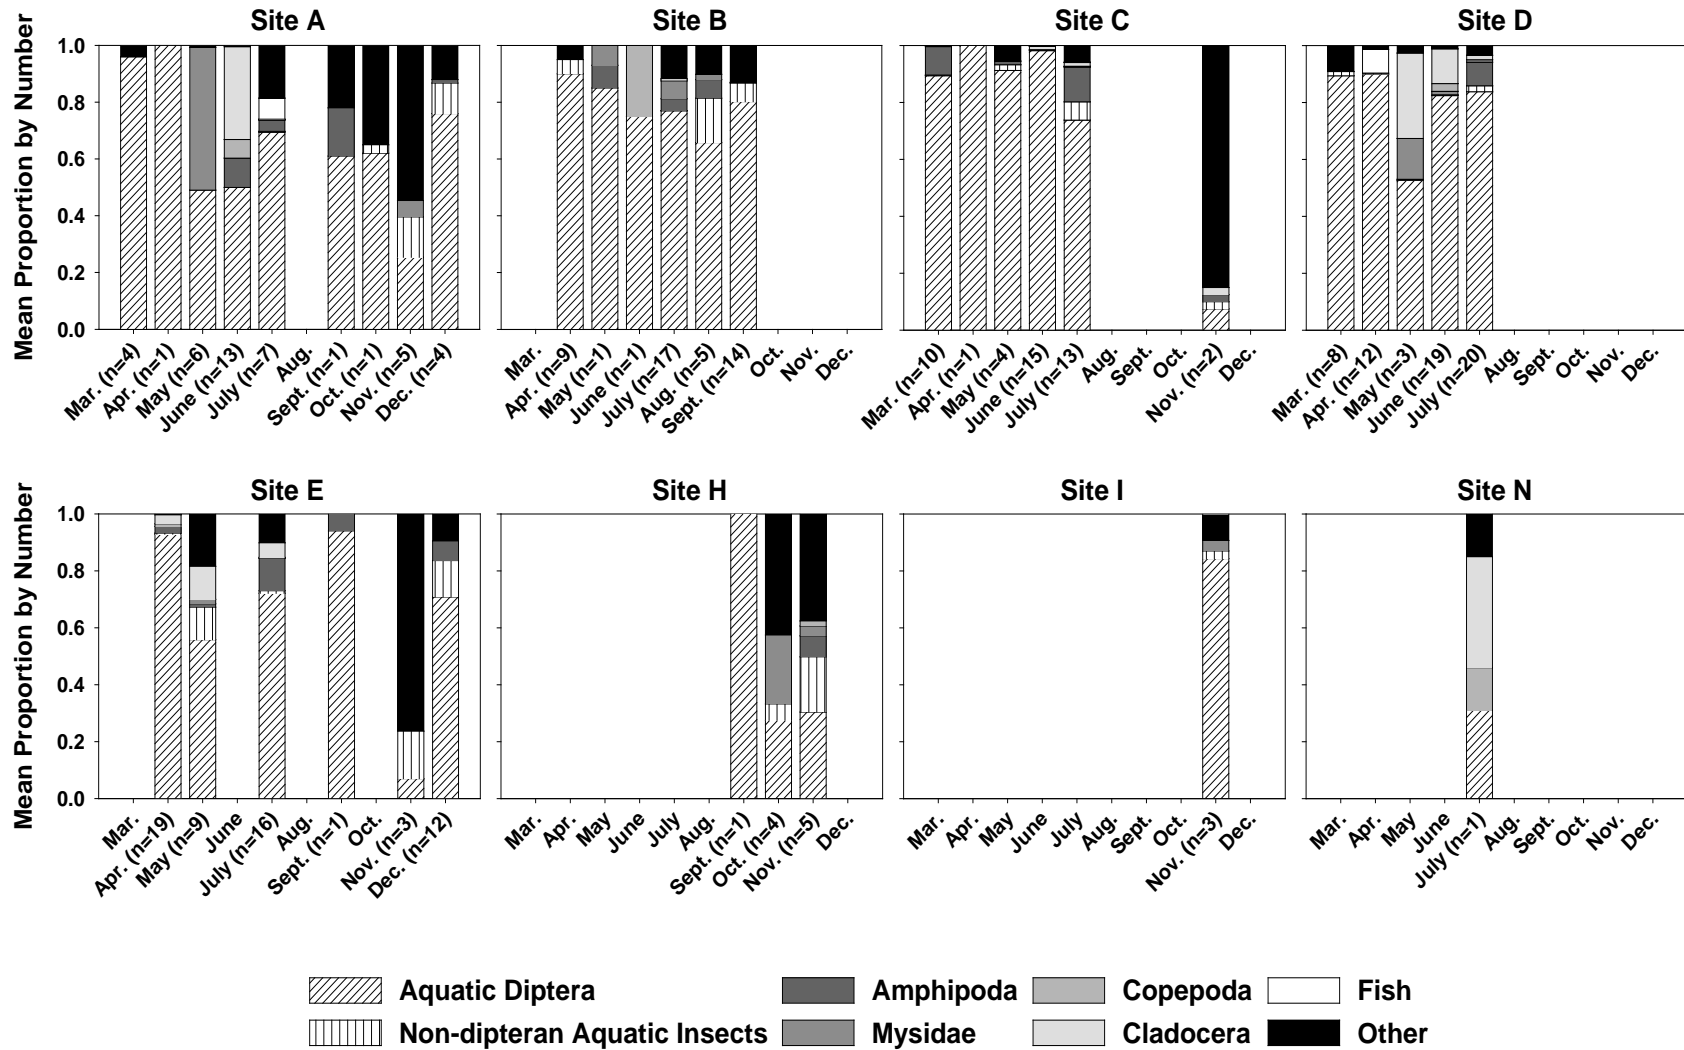 Site A
Site B
Site C
Site D
Mean Proportion by Number
1.0
0.8
0.6
0.4
0.2
0.0
Mar. (n=4)
Apr. (n=1)
May (n=6)
June (n=13)
July (n=7)
Aug.
Sept. (n=1)
Oct. (n=1)
Nov. (n=5)
Dec. (n=4)
Mar.
Apr. (n=9)
May (n=1)
June (n=1)
July (n=17)
Aug. (n=5)
Sept. (n=14)
Oct.
Nov.
Dec.
Mar. (n=10)
Apr. (n=1)
May (n=4)
June (n=15)
July (n=13)
Aug.
Sept.
Oct.
Nov. (n=2)
Dec.
Mar. (n=8)
Apr. (n=12)
May (n=3)
June (n=19)
July (n=20)
Aug.
Sept.
Oct.
Nov.
Dec.
Site E
Site H
Site I
Site N
Mean Proportion by Number
1.0
0.8
0.6
0.4
0.2
0.0
Mar.
Apr. (n=19)
May (n=9)
June
July (n=16)
Aug.
Sept. (n=1)
Oct.
Nov. (n=3)
Dec. (n=12)
Mar.
Apr.
May
June
July
Aug.
Sept. (n=1)
Oct. (n=4)
Nov. (n=5)
Dec.
Mar.
Apr.
May
June
July
Aug.
Sept.
Oct.
Nov. (n=3)
Dec.
Mar.
Apr.
May
June
July (n=1)
Aug.
Sept.
Oct.
Nov.
Dec.
Aquatic Diptera
Amphipoda
Copepoda
Fish
Non-dipteran Aquatic Insects
Mysidae
Cladocera
Other